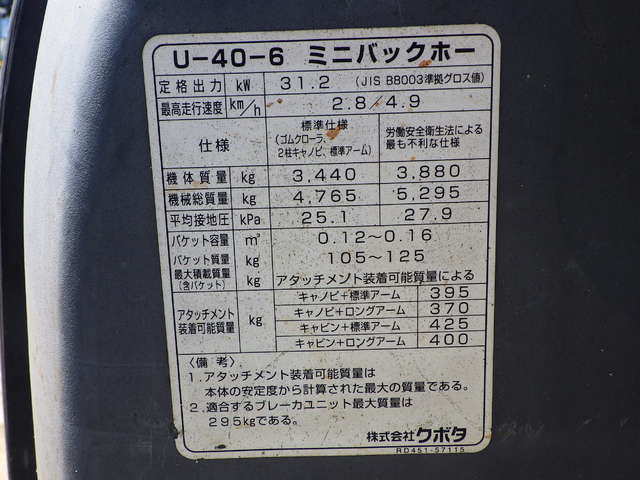 U-40-6 ミニバックホー
定格出力 kW 31.2 (JIS B8003準拠グロス値)
最高走行速度 km/h 2.8/4.9
仕様 標準仕様 (ゴムクローラ、2柱キャノピ、標準アーム) 労働安全衛生法による最も不利な仕様
機体質量 kg 3,440 3,880
機械総質量 kg 4,765 5,295
平均接地圧 kPa 25.1 27.9
バケット容量 m³ 0.12～0.16
バケット質量 kg 105～125
最大積載質量 (含バケット) kg アタッチメント装着可能質量による
アタッチメント装着可能質量 kg キャノピ+標準アーム 395
キャノピ+ロングアーム 370
キャビン+標準アーム 425
キャビン+ロングアーム 400
〈備考〉
1.アタッチメント装着可能質量は
本体の安定度から計算された最大の質量である。
2.適合するブレーカユニット最大質量は
295kgである。
株式会社クボタ
RD451-57115